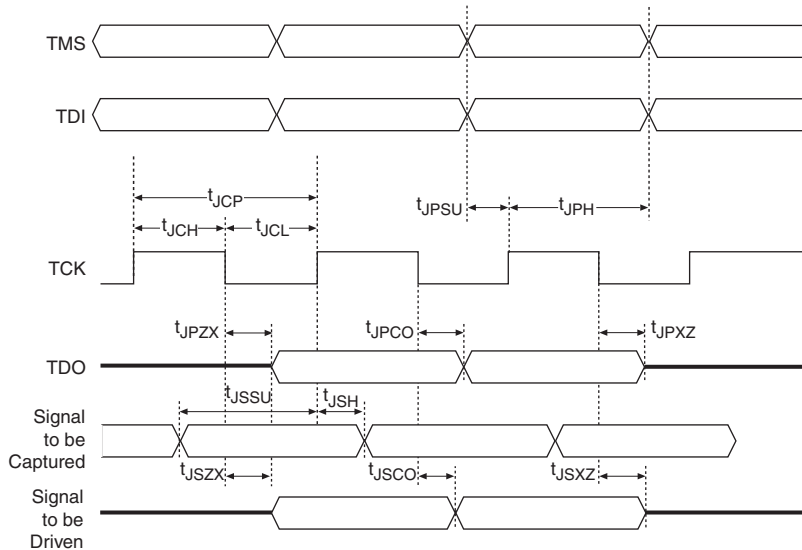 TMS
TDI
tJCP
tJCH
tJCL
tJPSU
tJPH
TCK
tJPZX
tJPCO
tJPXZ
TDO
tJSSU
tJSH
Signal
to be
Captured
tJSZX
tJSCO
tJSXZ
Signal
to be
Driven